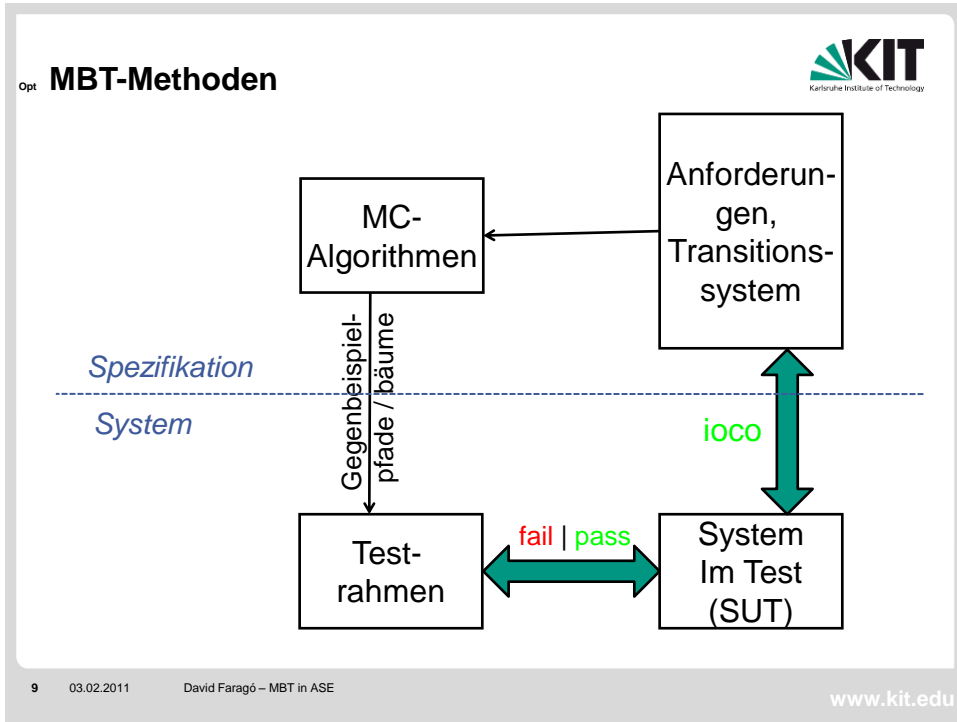 Opt MBT-Methoden
KIT
Karlsruhe Institute of Technology
Anforderun-
gen,
Transitions-
system
MC-
Algorithmen
Gegenbeispiel-
pfade / bäume
Spezifikation
System
ioco
Test-
rahmen
fail | pass
System
Im Test
(SUT)
9 03.02.2011 David Faragó – MBT in ASE
www.kit.edu